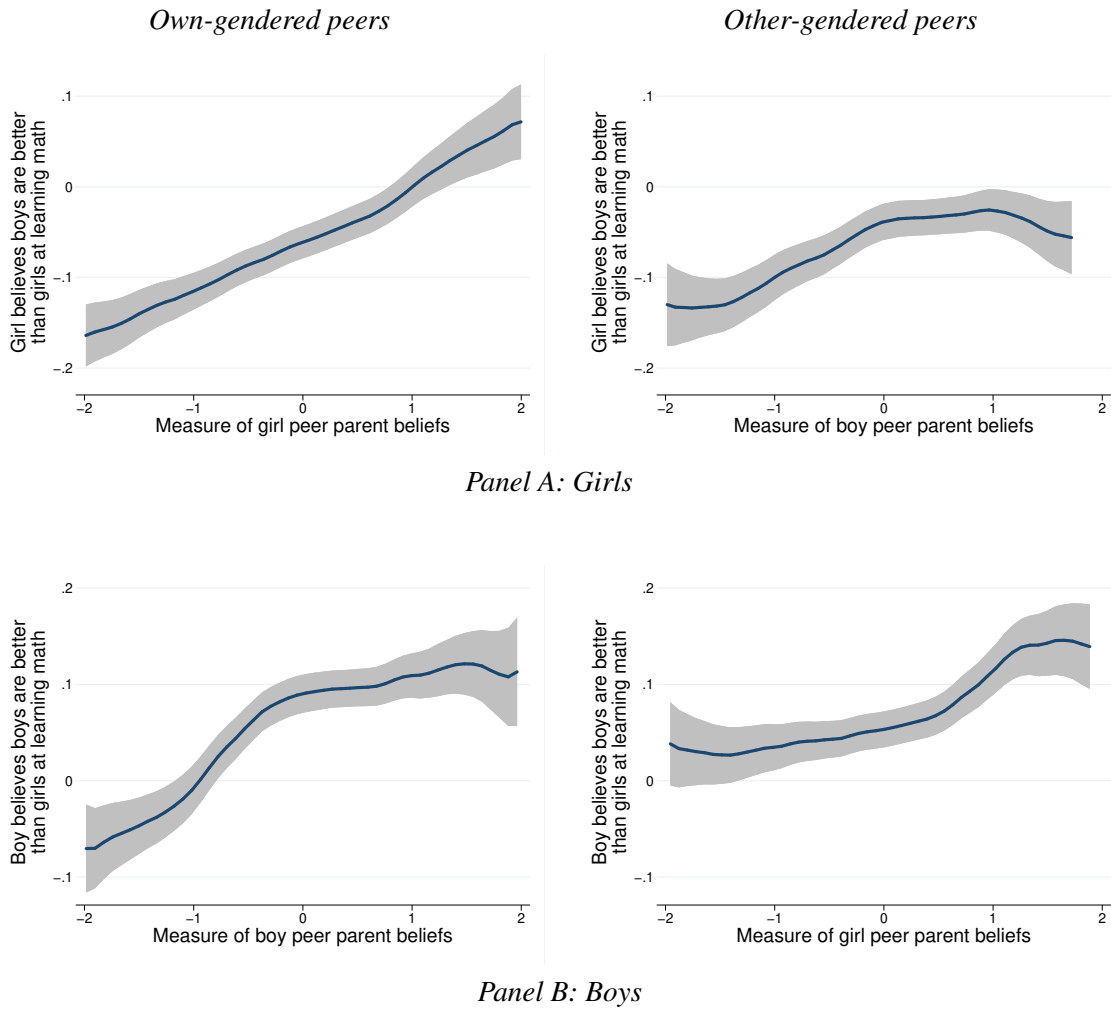 Own-gendered peers
Other-gendered peers
Girl believes boys are better
than girls at learning math
.1
0
−.1
−.2
−2
−1
0
1
2
Measure of girl peer parent beliefs
Girl believes boys are better
than girls at learning math
.1
0
−.1
−.2
−2
−1
0
1
2
Measure of boy peer parent beliefs
Panel A: Girls
Boy believes boys are better
than girls at learning math
.2
.1
0
−.1
−2
−1
0
1
2
Measure of boy peer parent beliefs
Boy believes boys are better
than girls at learning math
.2
.1
0
−.1
−2
−1
0
1
2
Measure of girl peer parent beliefs
Panel B: Boys